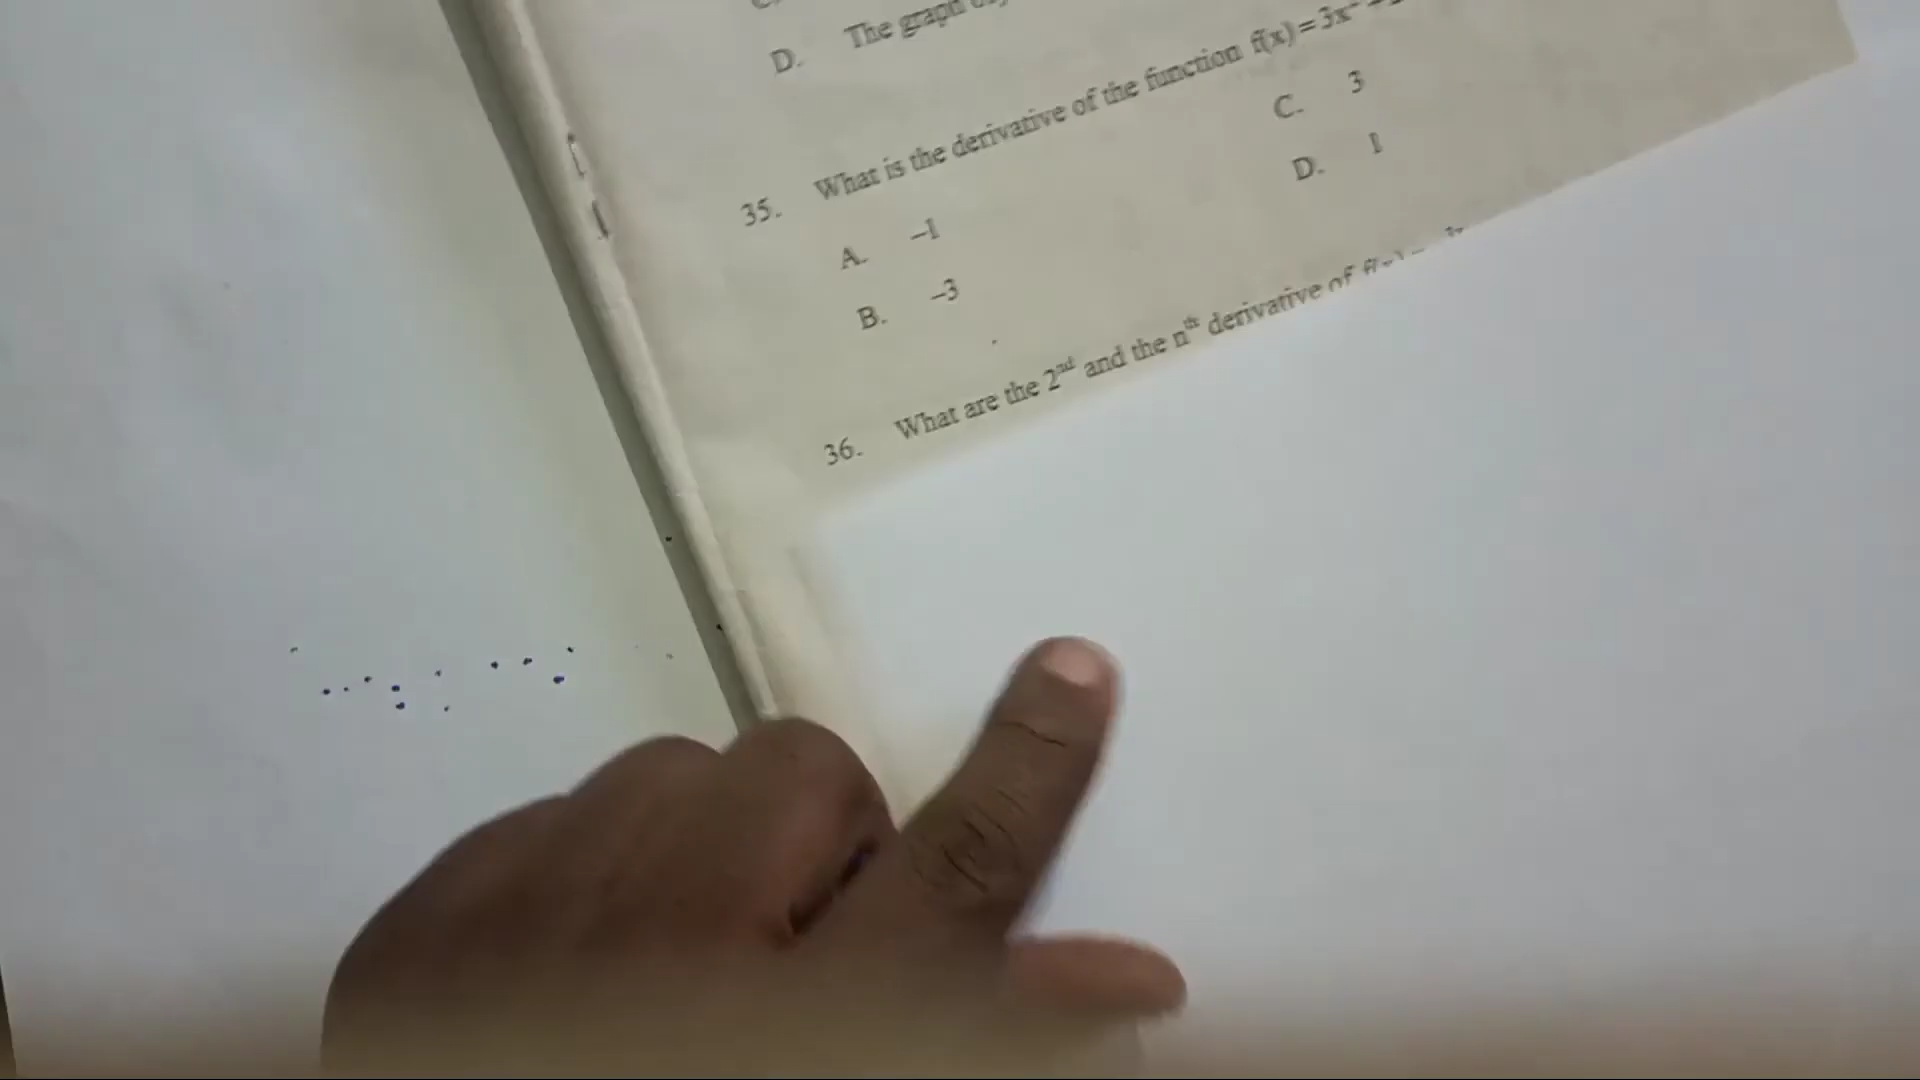 D. The graph
35. What is the derivative of the function f(x) = 3x
A. –1
B. –3
C. 3
D. 1
36. What are the 2nd and the nth derivative of